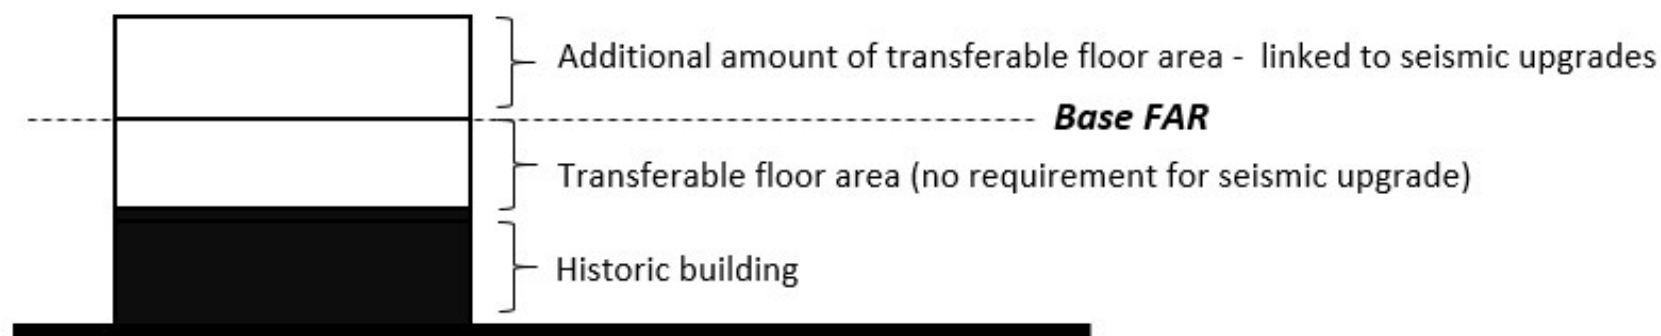 Additional amount of transferable floor area -  linked to seismic upgrades
Base FAR
Transferable floor area (no requirement for seismic upgrade)
Historic building